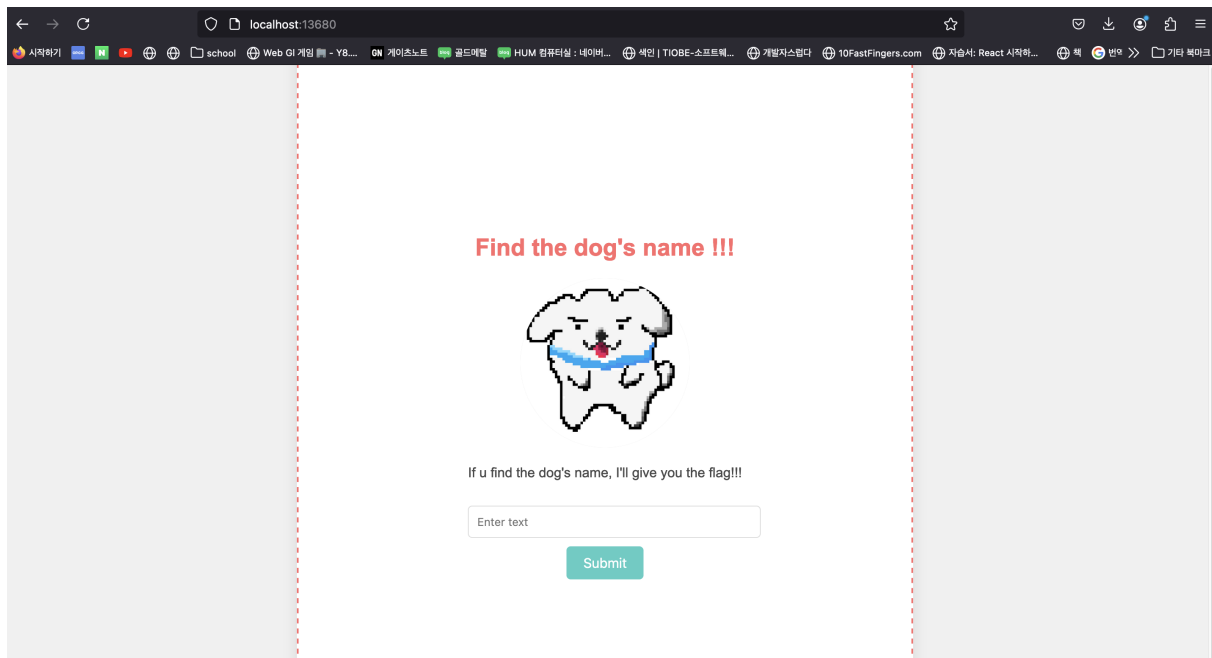 localhost:13680
시작하기 school Web GI 게임 - Y8.... GN 게이츠노트 골드메탈 HUM 컴퓨터실 : 네이버... 색인 | TIOBE-소프트웨... 개발자스럽다 10FastFingers.com 자습서: React 시작하... 책 번역 기타 북마크
Find the dog's name !!!
If u find the dog's name, I'll give you the flag!!!
Enter text
Submit